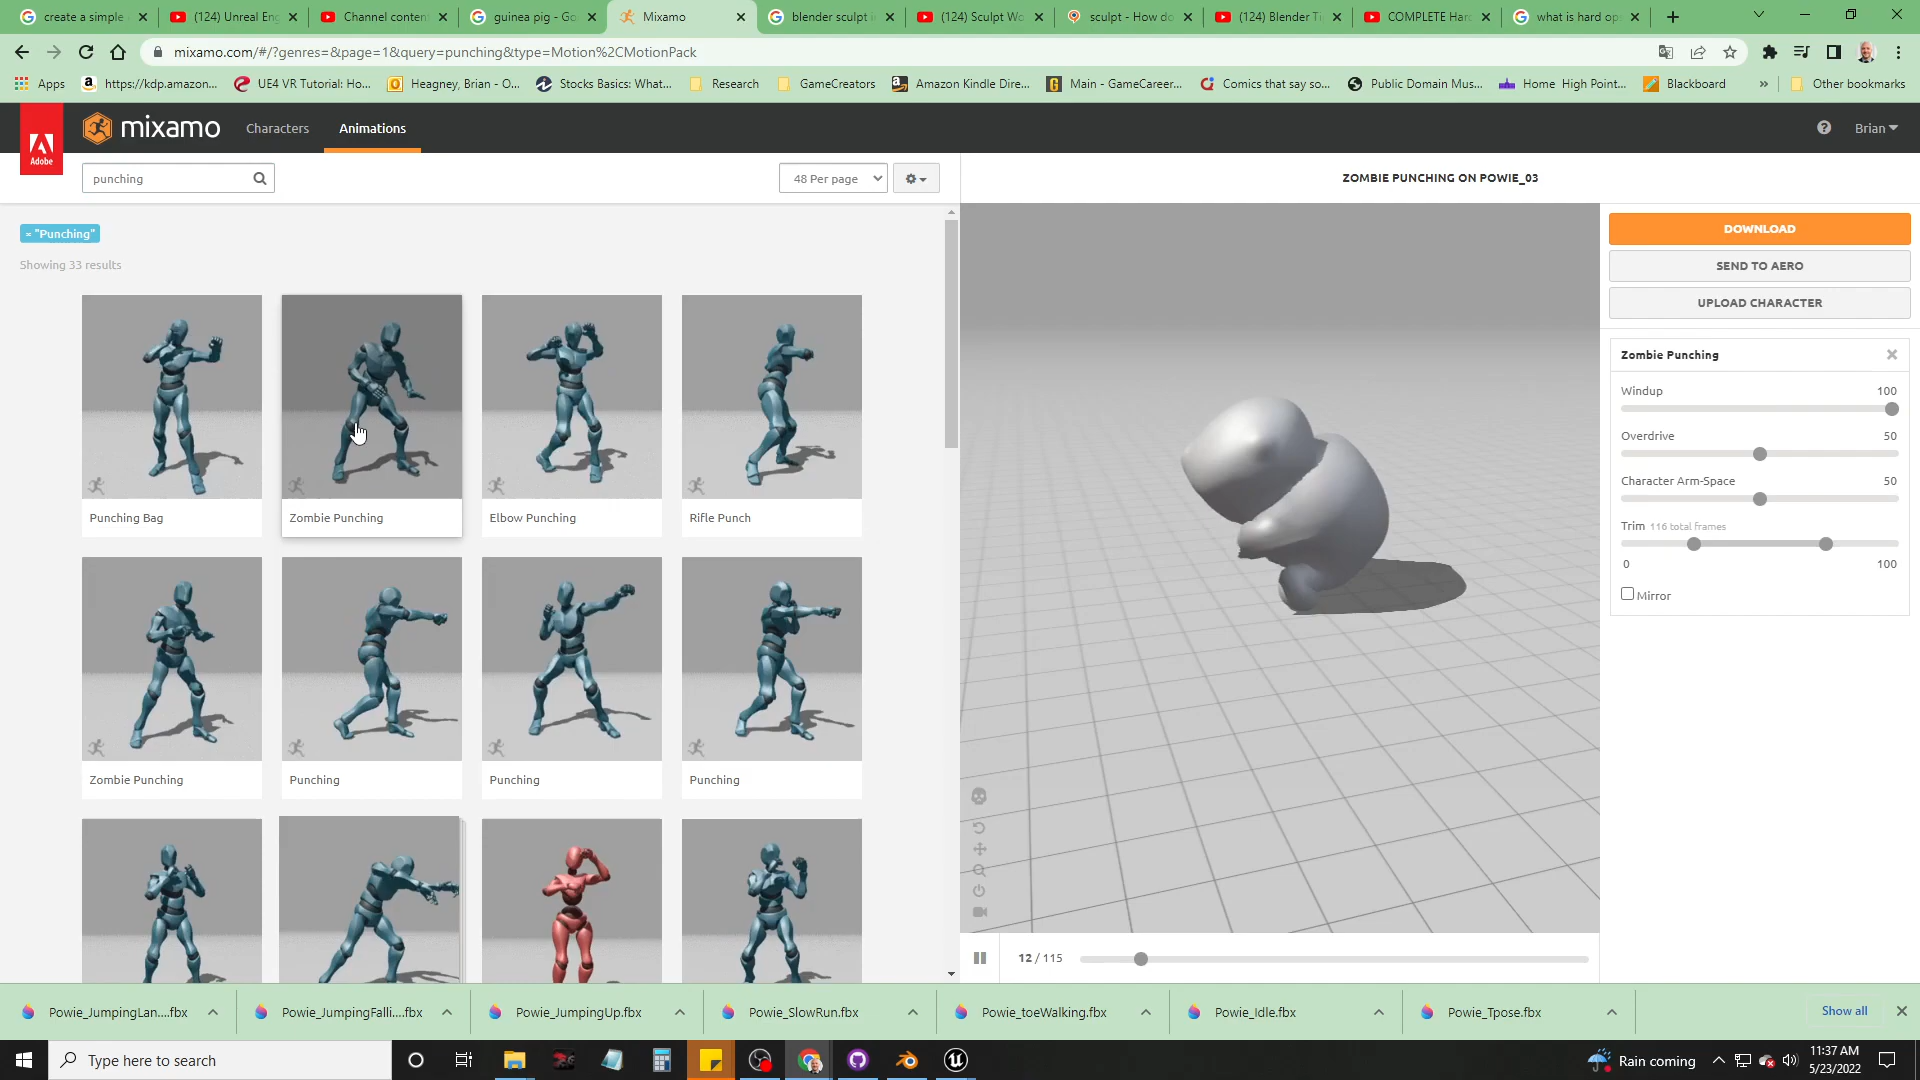 create a simple
(124) Unreal Eng
Channel content
guinea pig - Go
Mixamo
blender sculpt i
(124) Sculpt Wo
sculpt - How do
(124) Blender Ti
COMPLETE Har
what is hard op
mixamo.com/#/?genres=&page=1&query=punching&type=Motion%2CMotionPack
Apps
https://kdp.amazon...
UE4 VR Tutorial: Ho...
Heagney, Brian - O...
Stocks Basics: What...
Research
GameCreators
Amazon Kindle Dire...
Main - GameCareer...
Comics that say so...
Public Domain Mus...
Home High Point...
Blackboard
»
Other bookmarks
Adobe
mixamo
Characters
Animations
Brian
punching
48 Per page
ZOMBIE PUNCHING ON POWIE_03
× "Punching"
Showing 33 results
Punching Bag
Zombie Punching
Elbow Punching
Rifle Punch
Zombie Punching
Punching
Punching
Punching
DOWNLOAD
SEND TO AERO
UPLOAD CHARACTER
Zombie Punching
Windup 100
Overdrive 50
Character Arm-Space 50
Trim 116 total frames
0 100
Mirror
12 / 115
Powie_JumpingLan....fbx
Powie_JumpingFalli....fbx
Powie_JumpingUp.fbx
Powie_SlowRun.fbx
Powie_toeWalking.fbx
Powie_Idle.fbx
Powie_Tpose.fbx
Show all
Type here to search
Rain coming
11:37 AM
5/23/2022